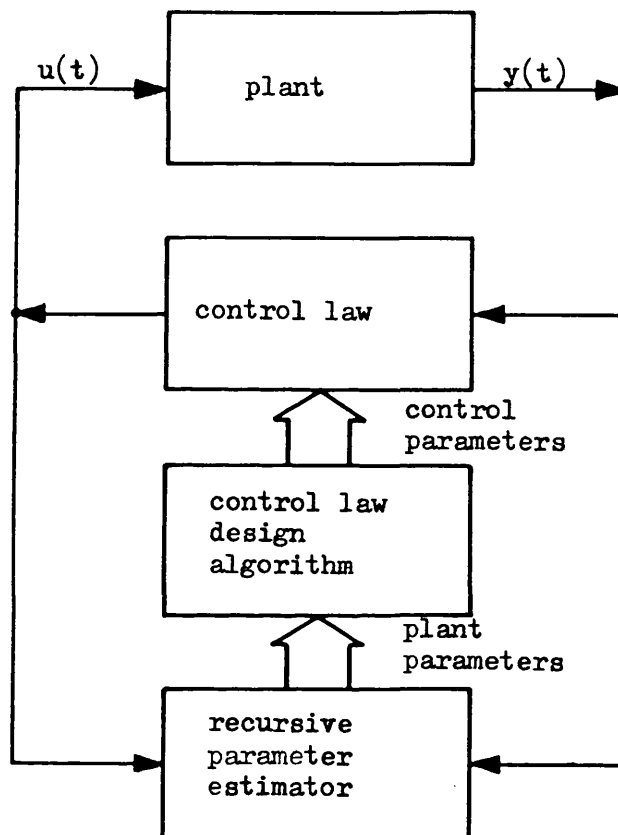 u(t)
plant
y(t)
control law
control
parameters
control law
design
algorithm
plant
parameters
recursive
parameter
estimator